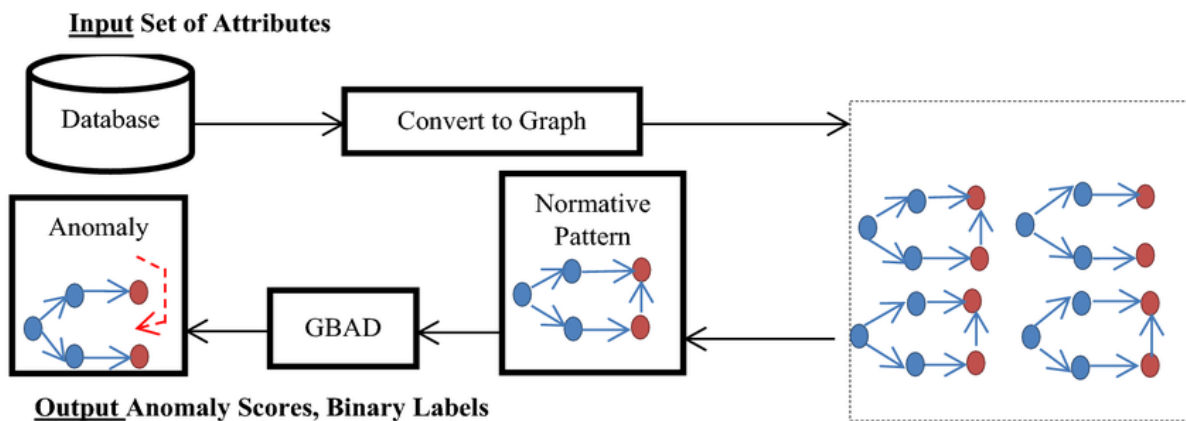 Input Set of Attributes
Database
Convert to Graph
Anomaly
Normative
Pattern
GBAD
Output Anomaly Scores, Binary Labels